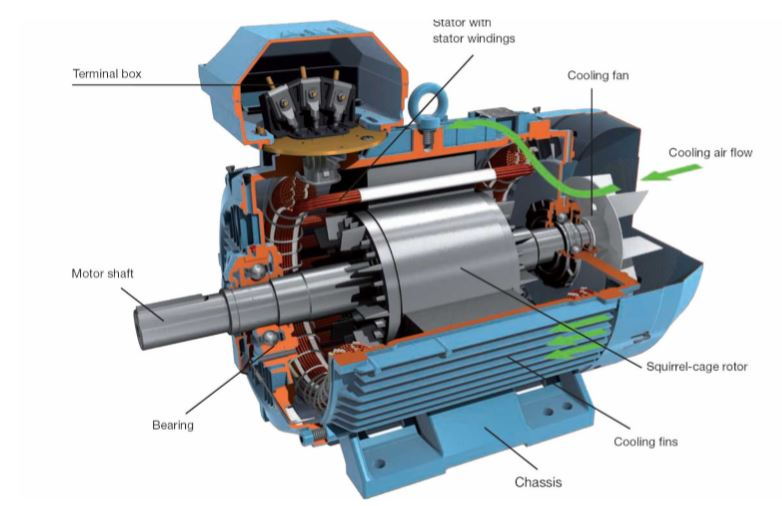 Stator with
stator windings
Terminal box
Cooling fan
Cooling air flow
Motor shaft
Squirrel-cage rotor
Bearing
Cooling fins
Chassis